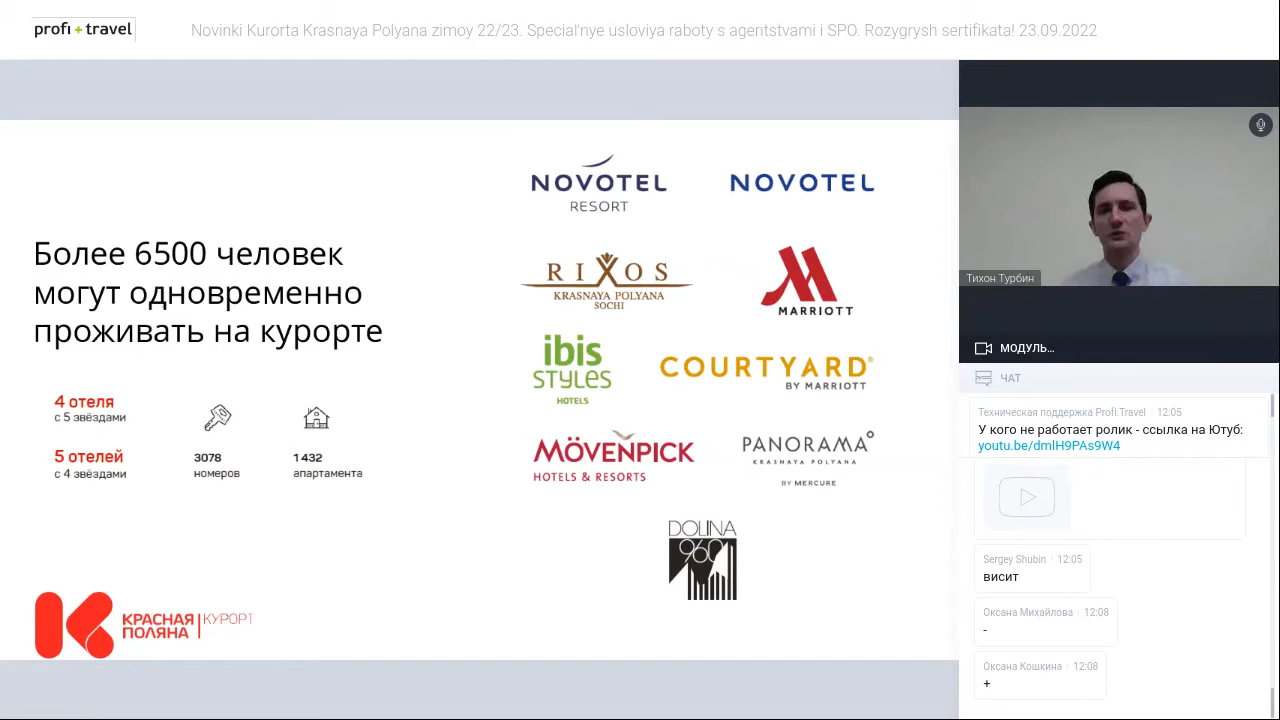 profi + travel
Novinki Kurorta Krasnaya Polyana zimoy 22/23. Special'nye usloviya raboty s agentstvami i SPO. Rozygrysh sertifikata! 23.09.2022
Более 6500 человек
могут одновременно
проживать на курорте
4 отеля
с 5 звёздами
5 отелей
с 4 звёздами
3078
номеров
1 432
апартамента
NOVOTEL
RESORT
NOVOTEL
RIXOS
KRASNAYA POLYANA
SOCHI
MARRIOTT
ibis
STYLES
HOTELS
COURTYARD®
BY MARRIOTT
MÖVENPICK
HOTELS & RESORTS
PANORAMA
KRASNAYA POLYANA
BY MERCURE
DOLINA
960
КРАСНАЯ
ПОЛЯНА
КУРОРТ
Тихон Турбин
МОДУЛЬ...
ЧАТ
Техническая поддержка Profi.Travel 12:05
У кого не работает ролик - ссылка на Ютуб:
youtu.be/dmlH9PAs9W4
Sergey Shubin 12:05
висит
Оксана Михайлова 12:08
-
Оксана Кошкина 12:08
+